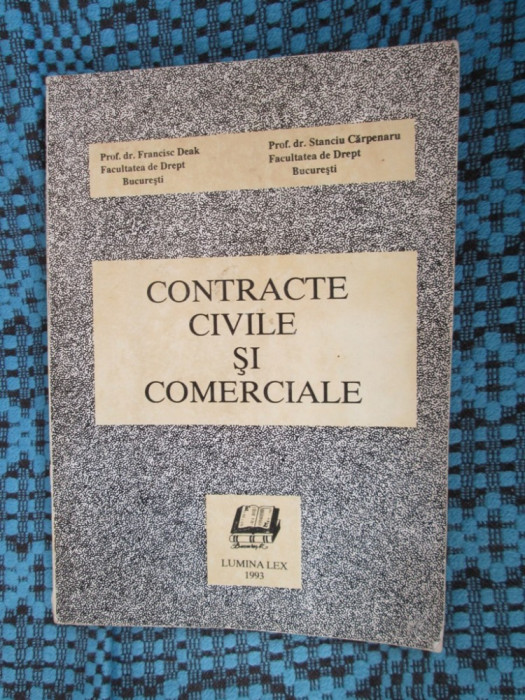 Prof. dr. Francisc Deak
Facultatea de Drept
București
Prof. dr. Stanciu Cărpenaru
Facultatea de Drept
București
CONTRACTE
CIVILE
ŞI
COMERCIALE
LUMINA LEX
1993